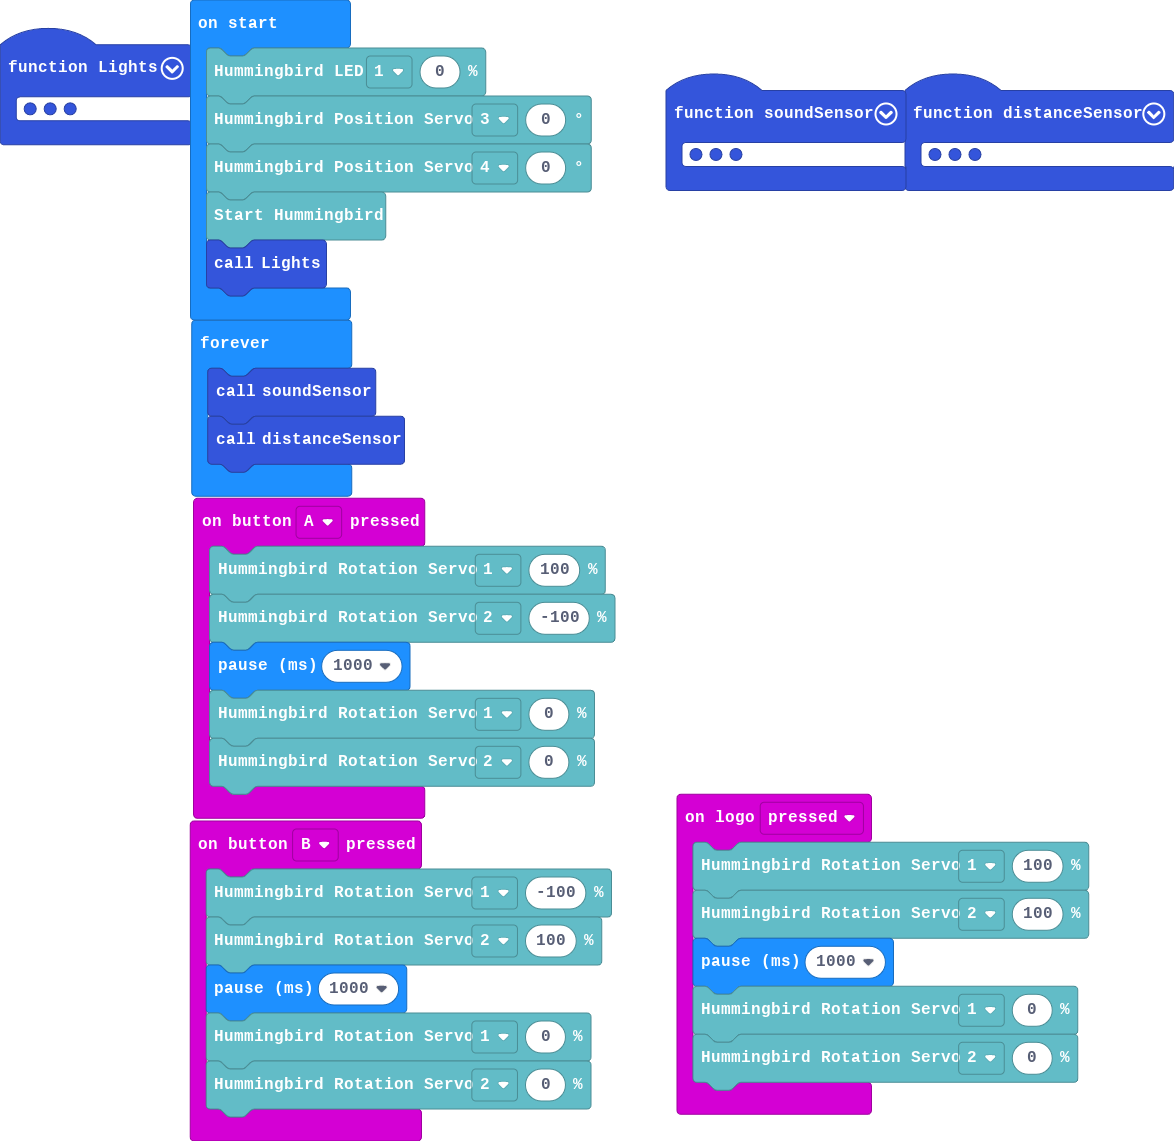 function Lights
on start
Hummingbird LED 1 0 %
Hummingbird Position Servo 3 0 °
Hummingbird Position Servo 4 0 °
Start Hummingbird
call Lights
function soundSensor
function distanceSensor
forever
call soundSensor
call distanceSensor
on button A pressed
Hummingbird Rotation Servo 1 100 %
Hummingbird Rotation Servo 2 -100 %
pause (ms) 1000
Hummingbird Rotation Servo 1 0 %
Hummingbird Rotation Servo 2 0 %
on button B pressed
Hummingbird Rotation Servo 1 -100 %
Hummingbird Rotation Servo 2 100 %
pause (ms) 1000
Hummingbird Rotation Servo 1 0 %
Hummingbird Rotation Servo 2 0 %
on logo pressed
Hummingbird Rotation Servo 1 100 %
Hummingbird Rotation Servo 2 100 %
pause (ms) 1000
Hummingbird Rotation Servo 1 0 %
Hummingbird Rotation Servo 2 0 %